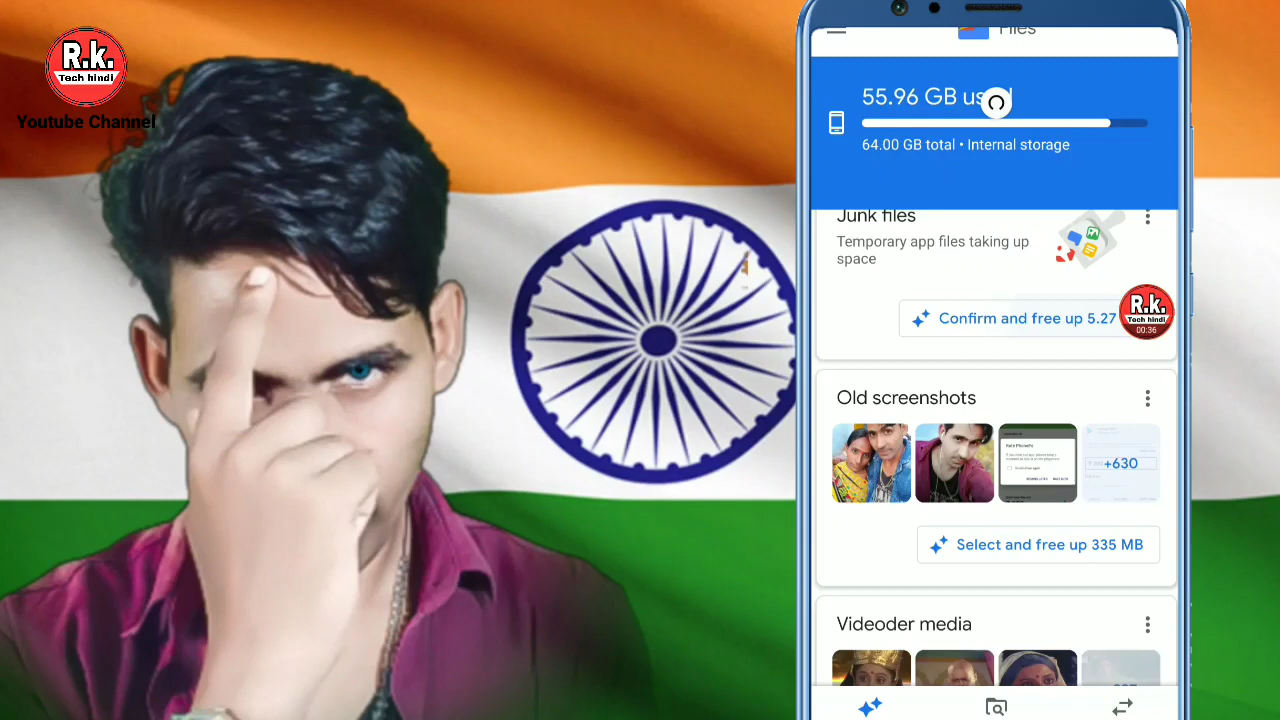 R.k.
Tech hindi
Youtube Channel
Files
55.96 GB used
64.00 GB total • Internal storage
Junk files
Temporary app files taking up
space
Confirm and free up 5.27
R.k.
Tech hindi
00:36
Old screenshots
+630
Select and free up 335 MB
Videoder media